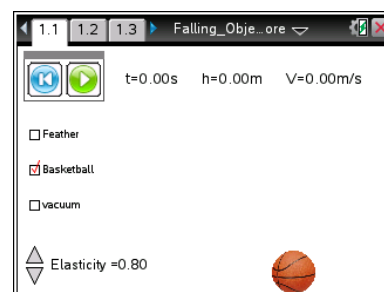 1.1 1.2 1.3 Falling_Obje...ore
t=0.00s h=0.00m V=0.00m/s
Feather
Basketball
vacuum
Elasticity =0.80